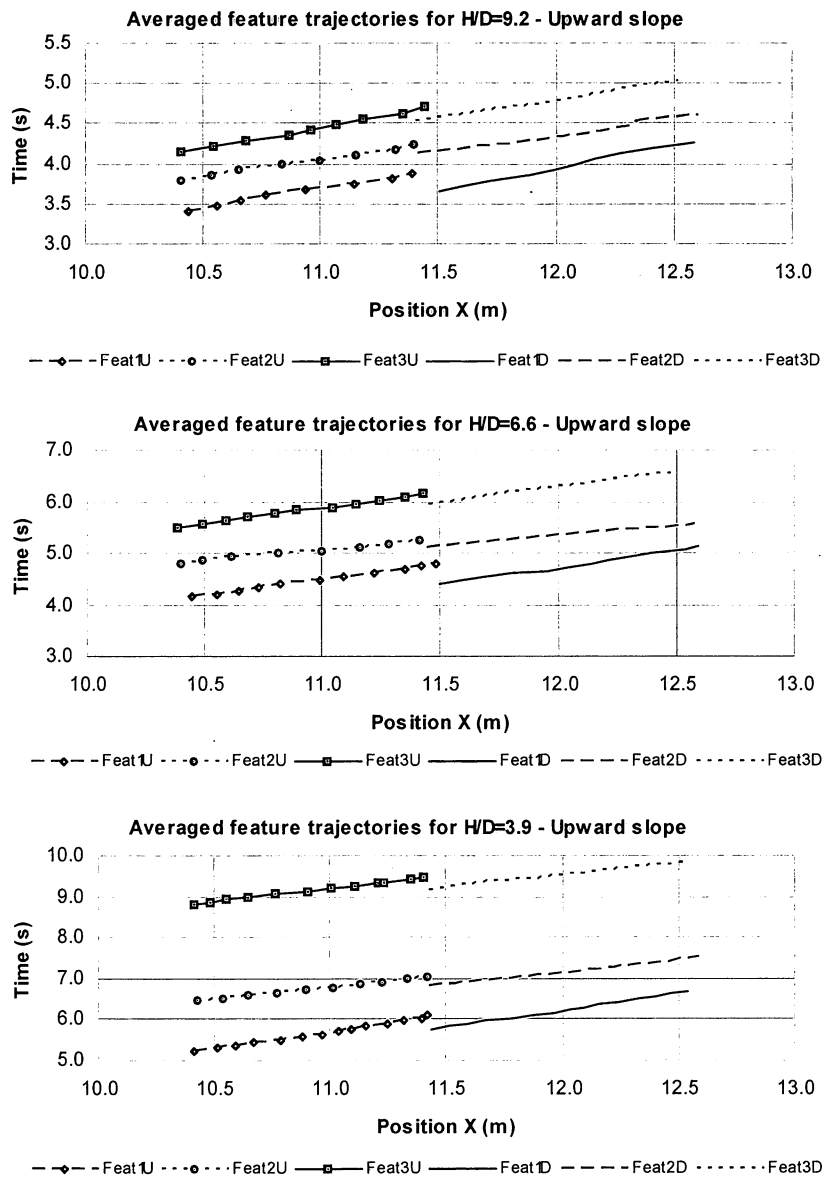 Averaged feature trajectories for H/D=9.2 - Upward slope
5.5
5.0
4.5
4.0
3.5
3.0
Time (s)
10.0 10.5 11.0 11.5 12.0 12.5 13.0
Position X (m)
Feat1U Feat2U Feat3U Feat1D Feat2D Feat3D
Averaged feature trajectories for H/D=6.6 - Upward slope
7.0
6.0
5.0
4.0
3.0
Time (s)
10.0 10.5 11.0 11.5 12.0 12.5 13.0
Position X (m)
Feat1U Feat2U Feat3U Feat1D Feat2D Feat3D
Averaged feature trajectories for H/D=3.9 - Upward slope
10.0
9.0
8.0
7.0
6.0
5.0
Time (s)
10.0 10.5 11.0 11.5 12.0 12.5 13.0
Position X (m)
Feat1U Feat2U Feat3U Feat1D Feat2D Feat3D